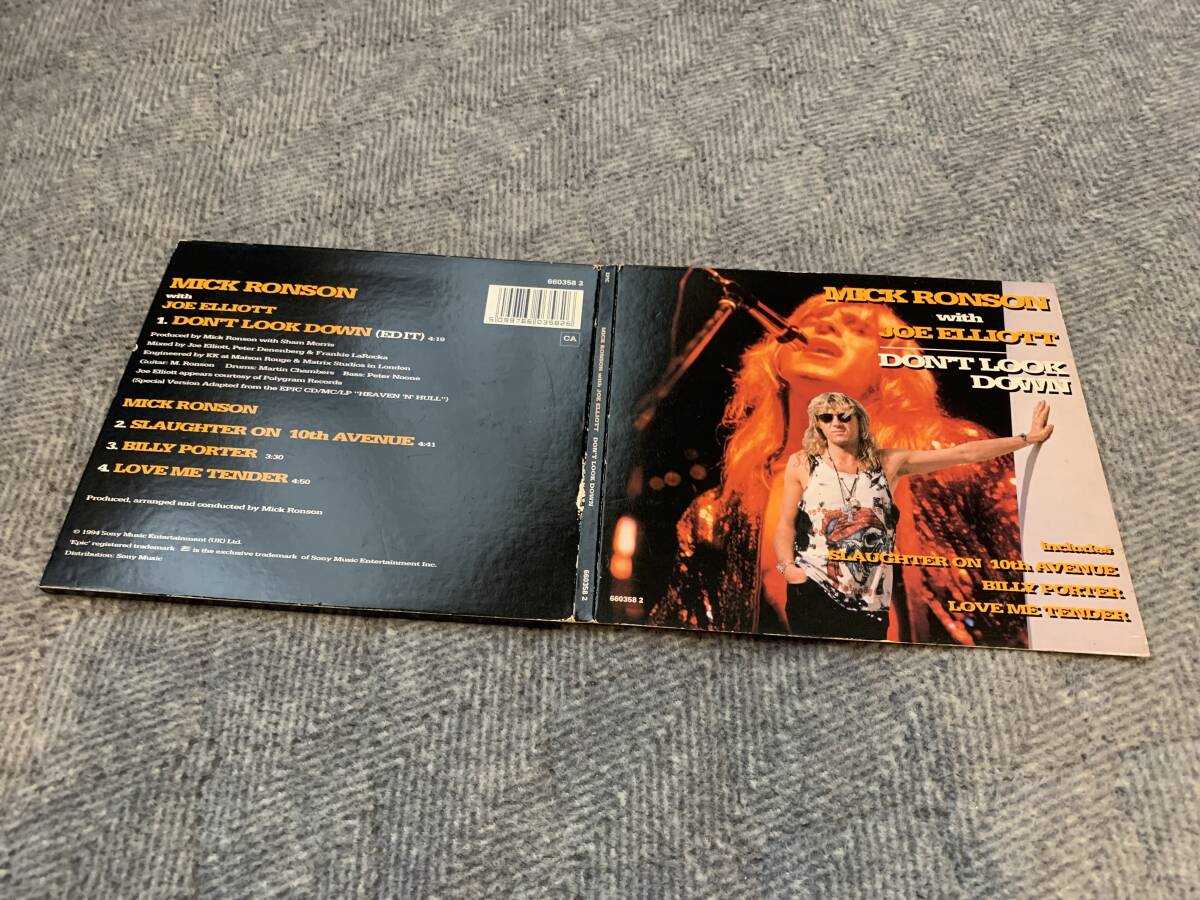 MICK RONSON
with
JOE ELLIOTT
1. DON'T LOOK DOWN (EDIT) 4:19
Produced by Mick Ronson with Sham Morris
Mixed by Joe Elliott, Peter Denenberg & Frankie LaRocka
Engineered by KK at Maison Rouge & Matrix Studios in London
Guitar: M. Ronson Drums: Martin Chambers Bass: Peter Noone
Joe Elliott appears courtesy of Polygram Records
(Special Version Adapted from the EPIC CD/MC/LP "HEAVEN 'N' HULL")
MICK RONSON
2. SLAUGHTER ON 10th AVENUE 4:41
3. BILLY PORTER 3:30
4. LOVE ME TENDER 4:50
Produced, arranged and conducted by Mick Ronson
© 1994 Sony Music Entertainment (UK) Ltd.
'Epic' registered trademark E is the exclusive trademark of Sony Music Entertainment Inc.
Distribution: Sony Music
660358 2
5 099766 035826
CA
EPIC
MICK RONSON WITH JOE ELLIOTT DON'T LOOK DOWN
660358 2
MICK RONSON
with
JOE ELLIOTT
DON'T LOOK
DOWN
includes
SLAUGHTER ON 10th AVENUE
BILLY PORTER
LOVE ME TENDER
660358 2